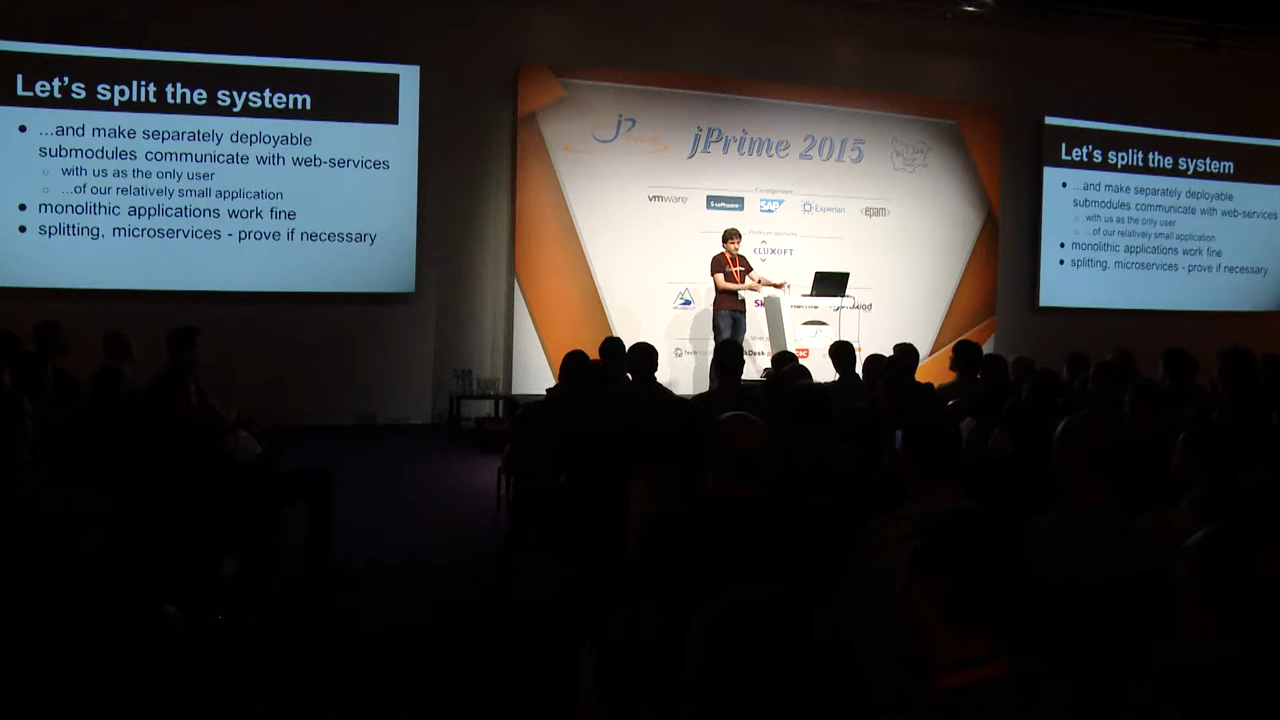 Let's split the system
● ...and make separately deployable
submodules communicate with web-services
○ with us as the only user
○ ...of our relatively small application
● monolithic applications work fine
● splitting, microservices - prove if necessary
jPrime 2015
vmware
software
SAP
Experian
<epam>
LUXOFT
Let's split the system
● ...and make separately deployable
submodules communicate with web-services
○ with us as the only user
○ ...of our relatively small application
● monolithic applications work fine
● splitting, microservices - prove if necessary